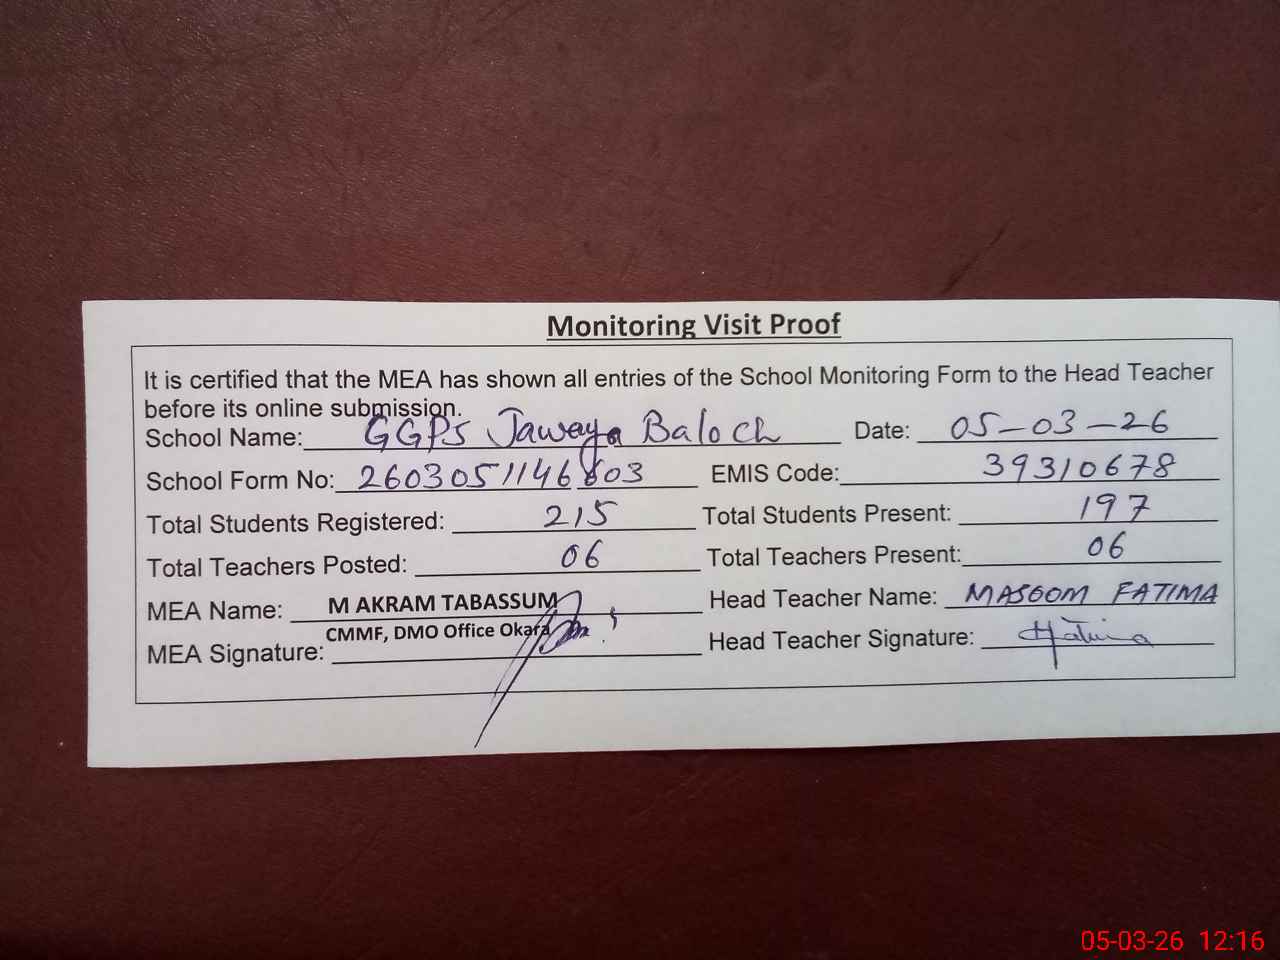 Monitoring Visit Proof
It is certified that the MEA has shown all entries of the School Monitoring Form to the Head Teacher
before its online submission.
School Name: GGPS Jawaya Baloch Date: 05-03-26
School Form No: 2603051146803 EMIS Code: 39310678
Total Students Registered: 215 Total Students Present: 197
Total Teachers Posted: 06 Total Teachers Present: 06
MEA Name: M AKRAM TABASSUM Head Teacher Name: MASOOM FATIMA
CMMF, DMO Office Okara
MEA Signature: Head Teacher Signature: Fatima
05-03-26 12:16